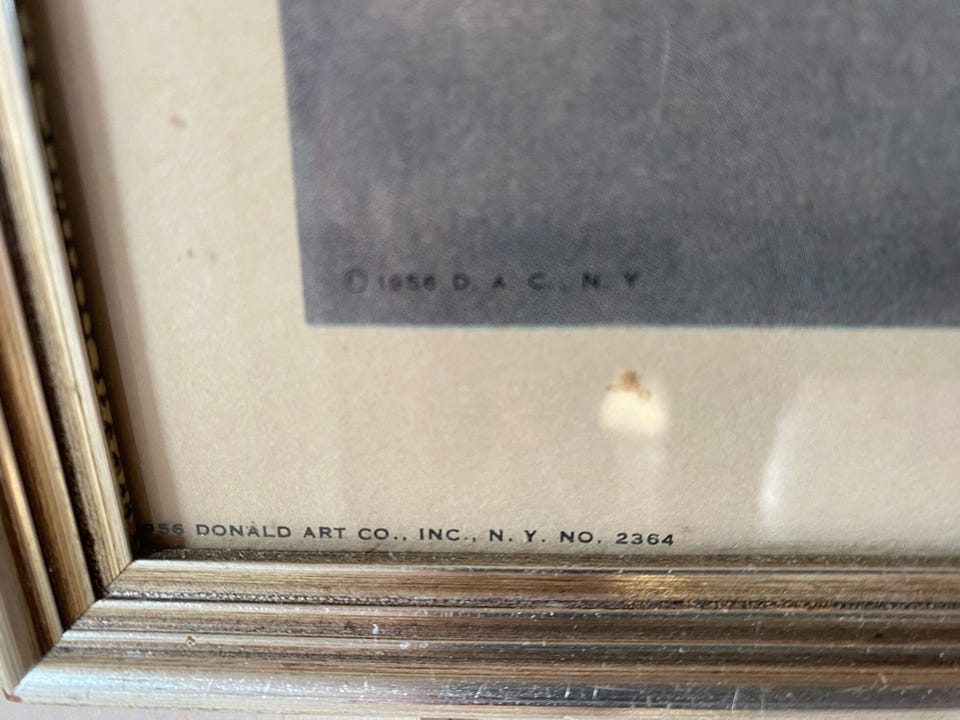 © 1956 D. A. C., N. Y.
956 DONALD ART CO., INC., N. Y. NO. 2364